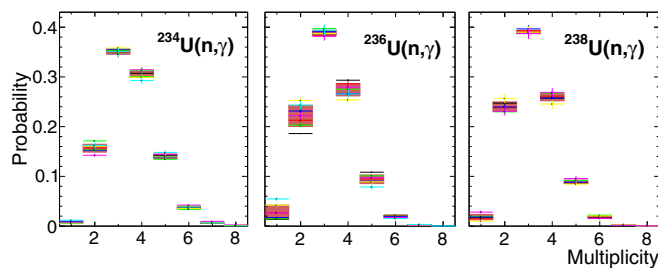 Probability
0.4
0.3
0.2
0.1
0
²³⁴U(n,γ)
²³⁶U(n,γ)
²³⁸U(n,γ)
2 4 6 8 2 4 6 8 2 4 6 8
Multiplicity